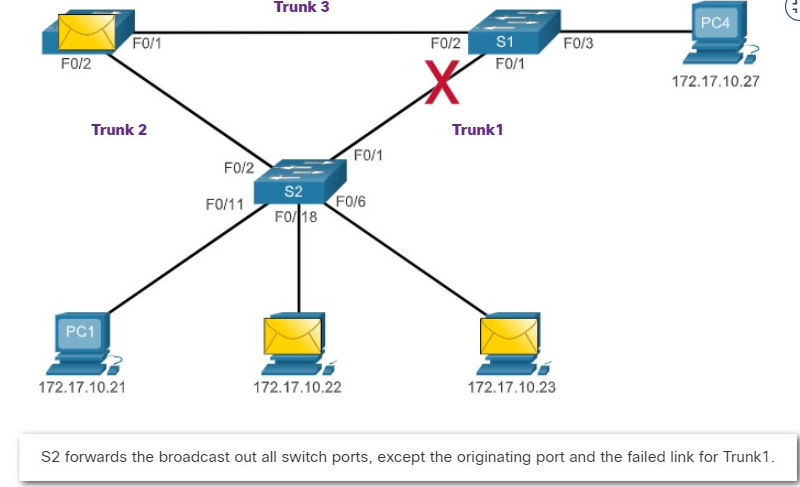 Trunk 3
PC4
F0/1
F0/2
S1
F0/3
F0/2
F0/1
172.17.10.27
Trunk 2
Trunk1
F0/1
F0/2
S2
F0/11
F0/18
F0/6
PC1
172.17.10.21
172.17.10.22
172.17.10.23
S2 forwards the broadcast out all switch ports, except the originating port and the failed link for Trunk1.